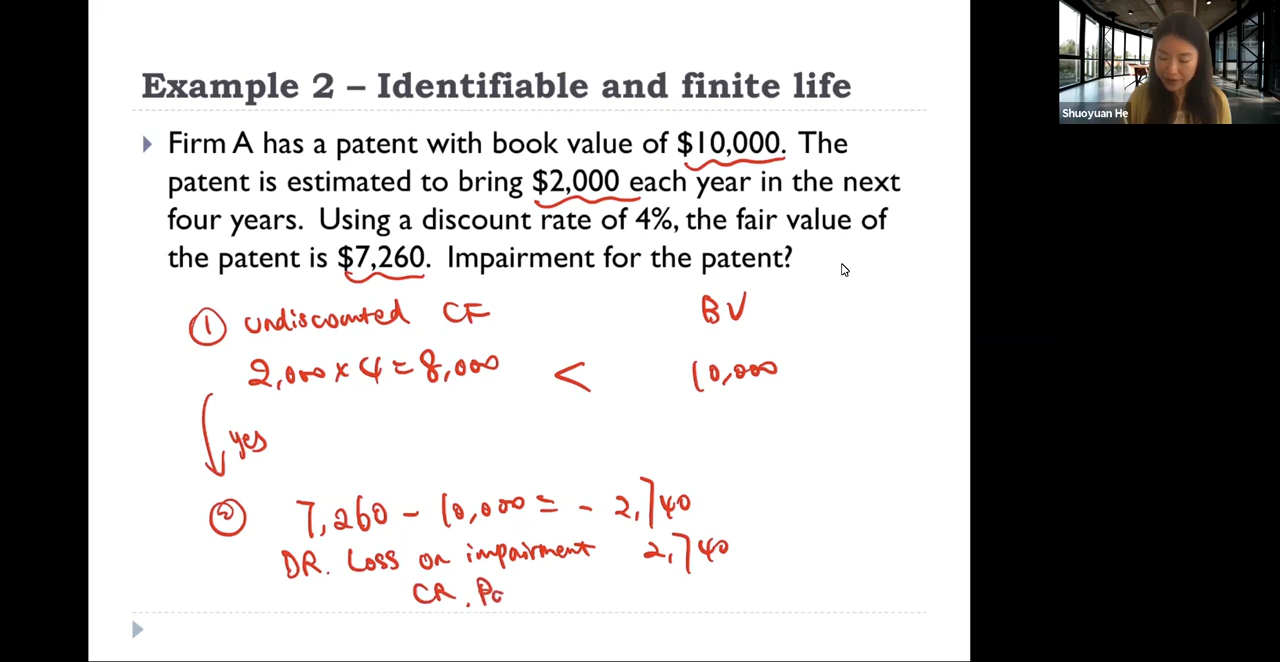 Example 2 – Identifiable and finite life
Firm A has a patent with book value of $10,000. The
patent is estimated to bring $2,000 each year in the next
four years. Using a discount rate of 4%, the fair value of
the patent is $7,260. Impairment for the patent?
① undiscounted CF BV
2,000 × 4 = 8,000 < 10,000
yes
② 7,260 - 10,000 = - 2,740
DR. Loss on impairment 2,740
CR. Pa
Shuoyuan He